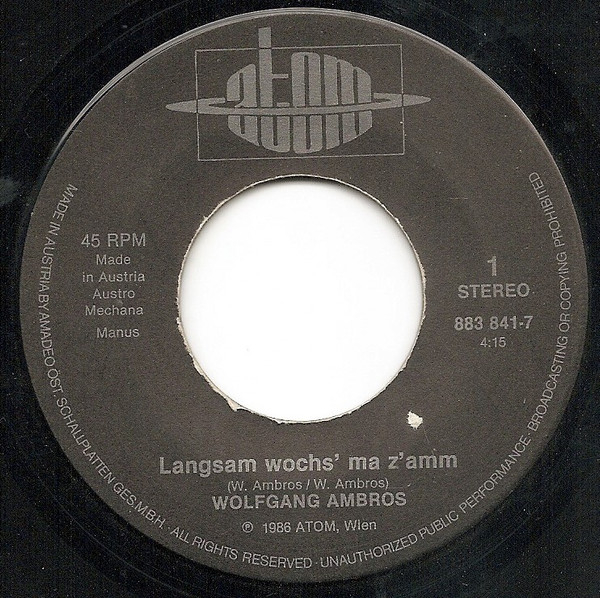 atom
45 RPM
Made
in Austria
Austro
Mechana
Manus
1
STEREO
883 841-7
4:15
Langsam wochs' ma z'amm
(W. Ambros / W. Ambros)
WOLFGANG AMBROS
℗ 1986 ATOM, Wien
MADE IN AUSTRIA BY AMADEO, ÖST. SCHALLPLATTEN GES.M.B.H. · ALL RIGHTS RESERVED · UNAUTHORIZED PUBLIC PERFORMANCE · BROADCASTING OR COPYING PROHIBITED